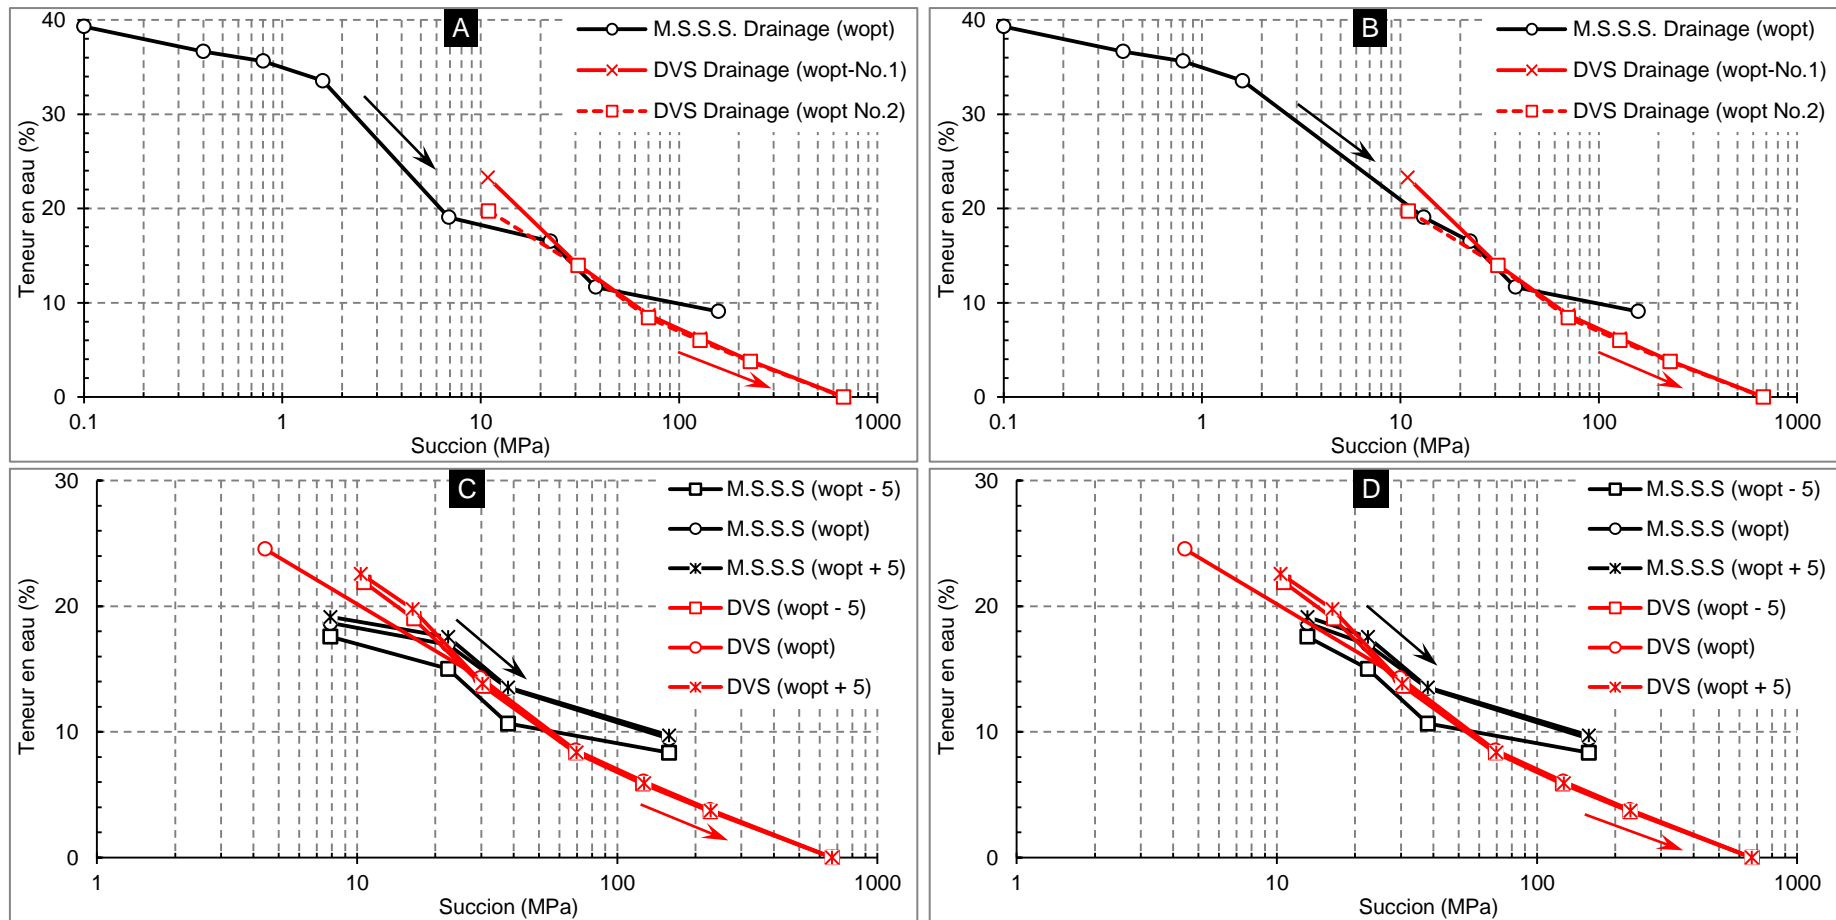 A
M.S.S.S. Drainage (wopt)
DVS Drainage (wopt-No.1)
DVS Drainage (wopt No.2)
Teneur en eau (%)
40
30
20
10
0
0.1 1 10 100 1000
Succion (MPa)
B
M.S.S.S. Drainage (wopt)
DVS Drainage (wopt-No.1)
DVS Drainage (wopt No.2)
Teneur en eau (%)
40
30
20
10
0
0.1 1 10 100 1000
Succion (MPa)
C
M.S.S.S (wopt - 5)
M.S.S.S (wopt)
M.S.S.S (wopt + 5)
DVS (wopt - 5)
DVS (wopt)
DVS (wopt + 5)
Teneur en eau (%)
30
20
10
0
1 10 100 1000
Succion (MPa)
D
M.S.S.S (wopt - 5)
M.S.S.S (wopt)
M.S.S.S (wopt + 5)
DVS (wopt - 5)
DVS (wopt)
DVS (wopt + 5)
Teneur en eau (%)
30
20
10
0
1 10 100 1000
Succion (MPa)